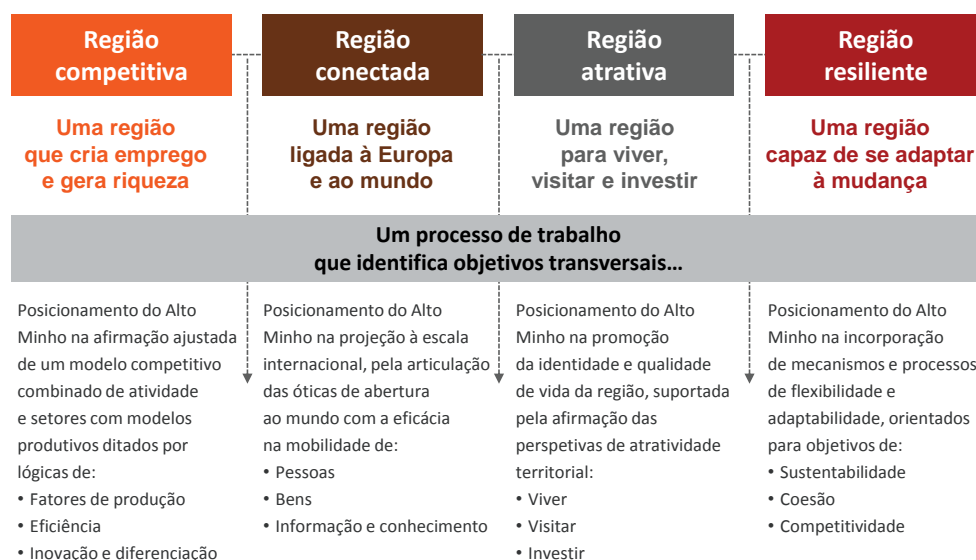 Região
competitiva
Região
conectada
Região
atrativa
Região
resiliente
Uma região
que cria emprego
e gera riqueza
Uma região
ligada à Europa
e ao mundo
Uma região
para viver,
visitar e investir
Uma região
capaz de se adaptar
à mudança
Um processo de trabalho
que identifica objetivos transversais...
Posicionamento do Alto
Minho na afirmação ajustada
de um modelo competitivo
combinado de atividade
e setores com modelos
produtivos ditados por
lógicas de:
• Fatores de produção
• Eficiência
• Inovação e diferenciação
Posicionamento do Alto
Minho na projeção à escala
internacional, pela articulação
das óticas de abertura
ao mundo com a eficácia
na mobilidade de:
• Pessoas
• Bens
• Informação e conhecimento
Posicionamento do Alto
Minho na promoção
da identidade e qualidade
de vida da região, suportada
pela afirmação das
perspetivas de atratividade
territorial:
• Viver
• Visitar
• Investir
Posicionamento do Alto
Minho na incorporação
de mecanismos e processos
de flexibilidade e
adaptabilidade, orientados
para objetivos de:
• Sustentabilidade
• Coesão
• Competitividade